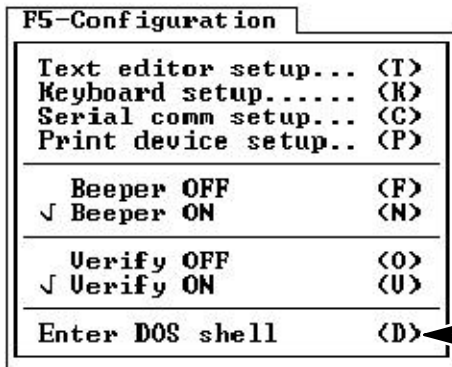 F5-Configuration
Text editor setup... (T)
Keyboard setup...... (K)
Serial comm setup... (C)
Print device setup.. (P)
Beeper OFF (F)
√ Beeper ON (N)
Verify OFF (O)
√ Verify ON (V)
Enter DOS shell (D)